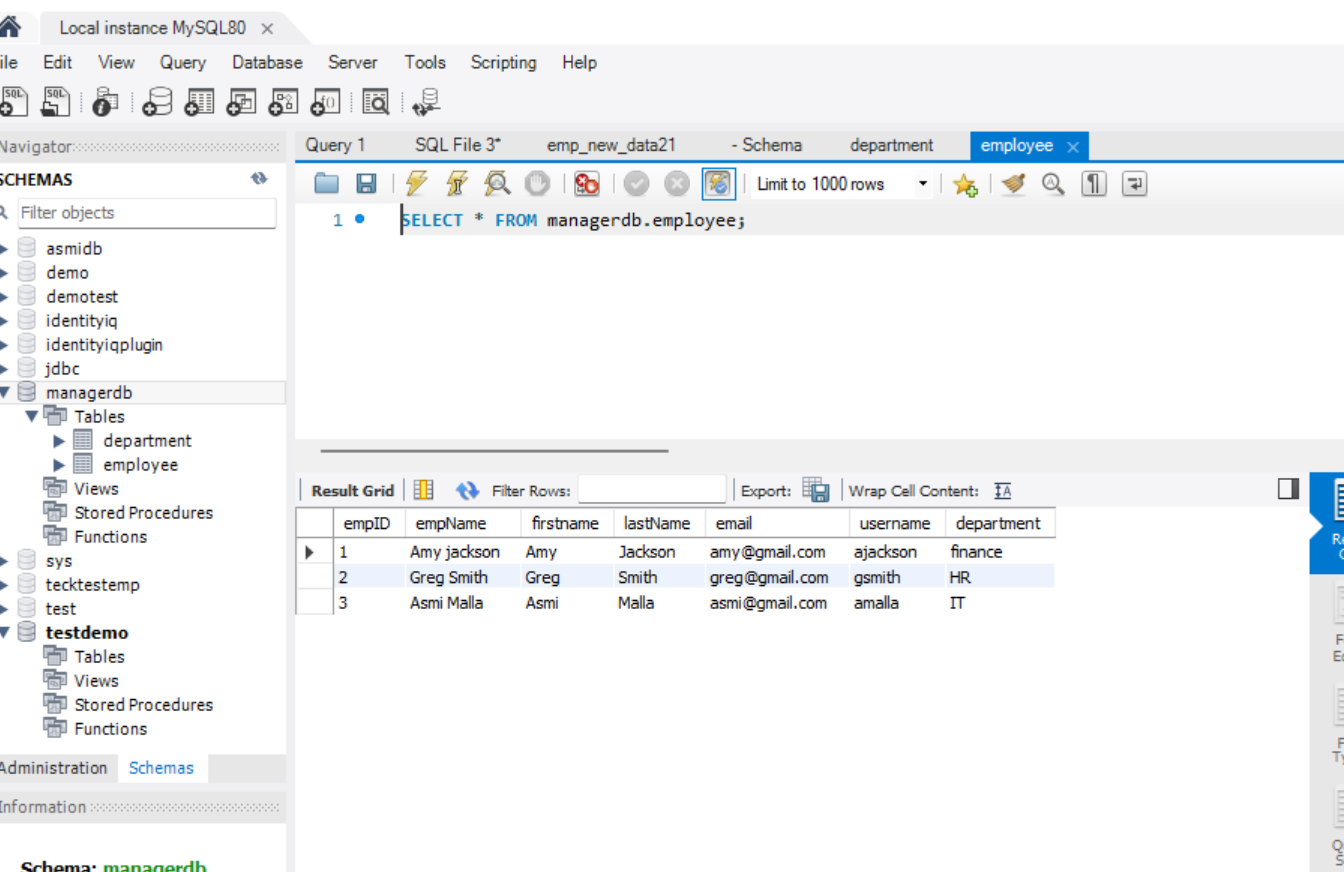 Local instance MySQL80
ile Edit View Query Database Server Tools Scripting Help
SQL SQL
Navigator
SCHEMAS
Filter objects
asmidb
demo
demotest
identityiq
identityiqplugin
jdbc
managerdb
Tables
department
employee
Views
Stored Procedures
Functions
sys
tecktestemp
test
testdemo
Tables
Views
Stored Procedures
Functions
Administration Schemas
Information
Schema: managerdb
Query 1 SQL File 3* emp_new_data21 - Schema department employee
Limit to 1000 rows
1 SELECT * FROM managerdb.employee;
Result Grid Filter Rows: Export: Wrap Cell Content:
empID empName firstname lastName email username department
1 Amy jackson Amy Jackson amy@gmail.com ajackson finance
2 Greg Smith Greg Smith greg@gmail.com gsmith HR
3 Asmi Malla Asmi Malla asmi@gmail.com amalla IT